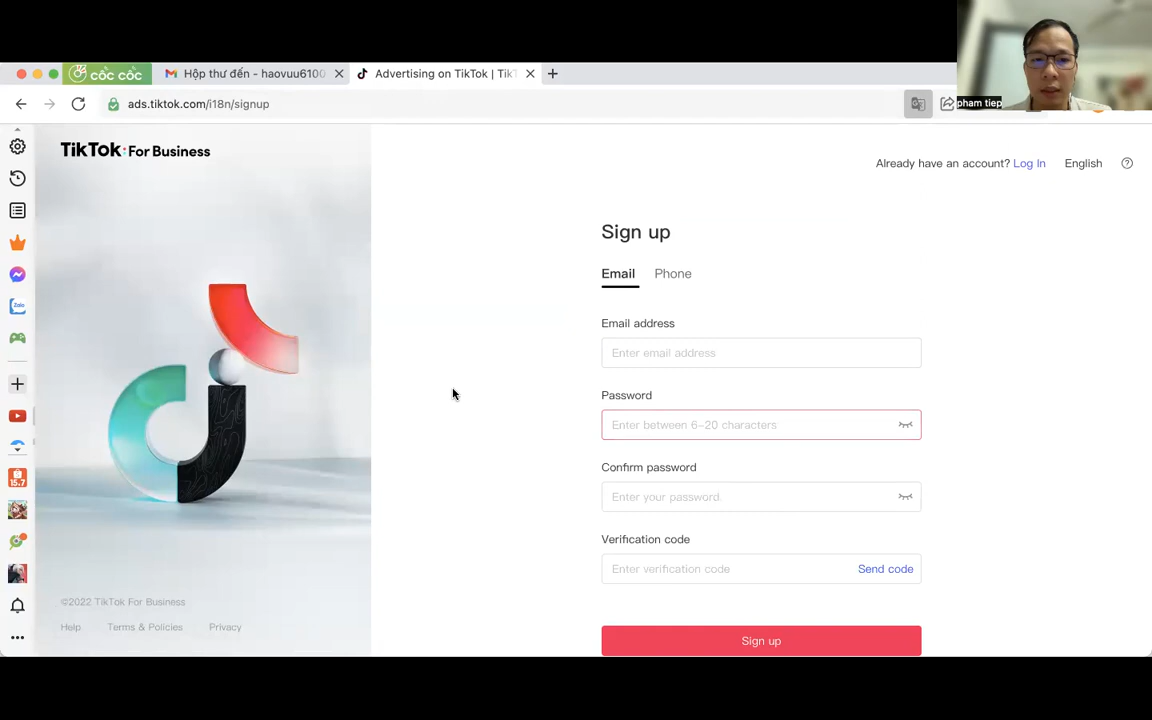 cốc cốc
Hộp thư đến - haovuu6100
Advertising on TikTok | Tik
ads.tiktok.com/i18n/signup
pham tiep
TikTok: For Business
Already have an account? Log In
English
Sign up
Email
Phone
Email address
Enter email address
Password
Enter between 6-20 characters
Confirm password
Enter your password.
Verification code
Enter verification code
Send code
Sign up
Zalo
15.7
©2022 TikTok For Business
Help
Terms & Policies
Privacy